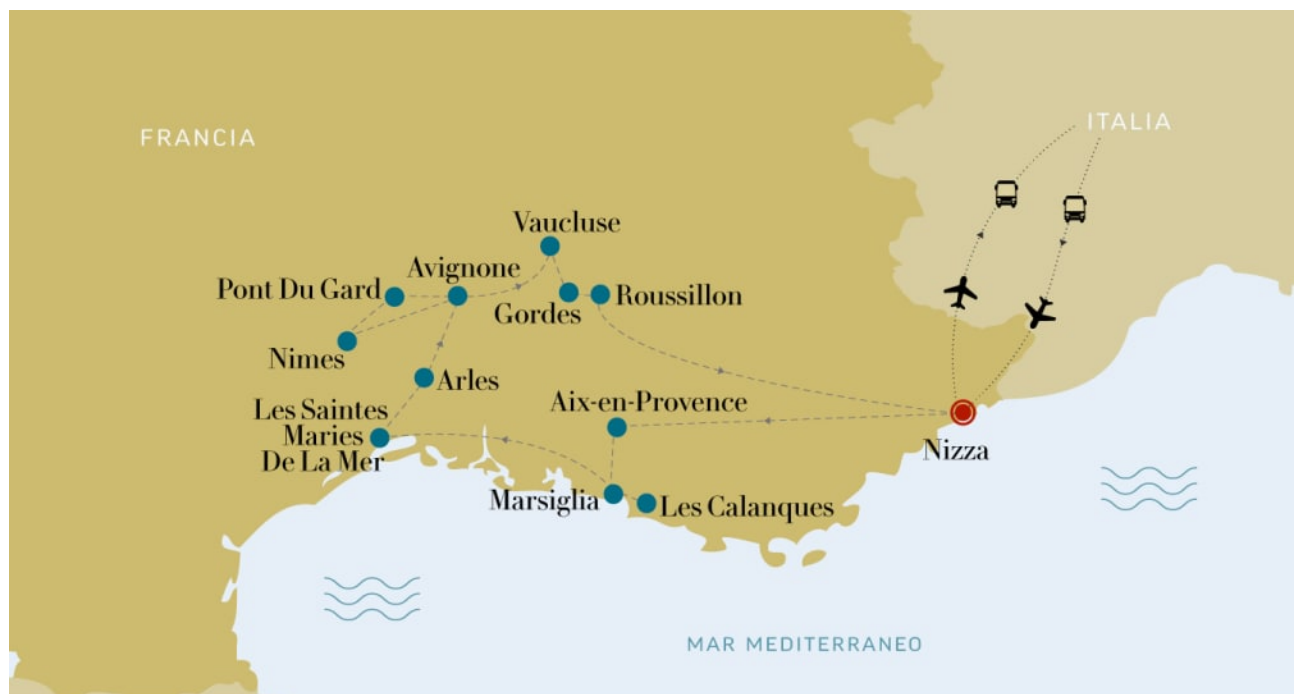 FRANCIA
ITALIA
Vaucluse
Avignone
Pont Du Gard
Gordes
Roussillon
Nimes
Arles
Aix-en-Provence
Les Saintes
Maries
De La Mer
Nizza
Marsiglia
Les Calanques
MAR MEDITERRANEO